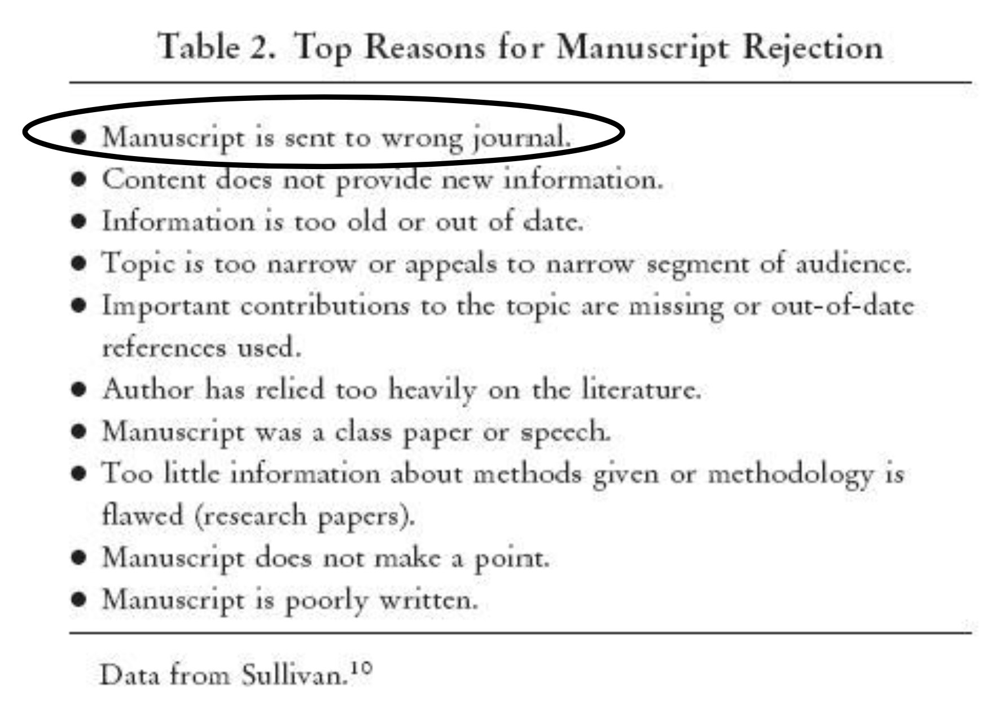 Table 2. Top Reasons for Manuscript Rejection
● Manuscript is sent to wrong journal.
● Content does not provide new information.
● Information is too old or out of date.
● Topic is too narrow or appeals to narrow segment of audience.
● Important contributions to the topic are missing or out-of-date
references used.
● Author has relied too heavily on the literature.
● Manuscript was a class paper or speech.
● Too little information about methods given or methodology is
flawed (research papers).
● Manuscript does not make a point.
● Manuscript is poorly written.
Data from Sullivan.¹⁰